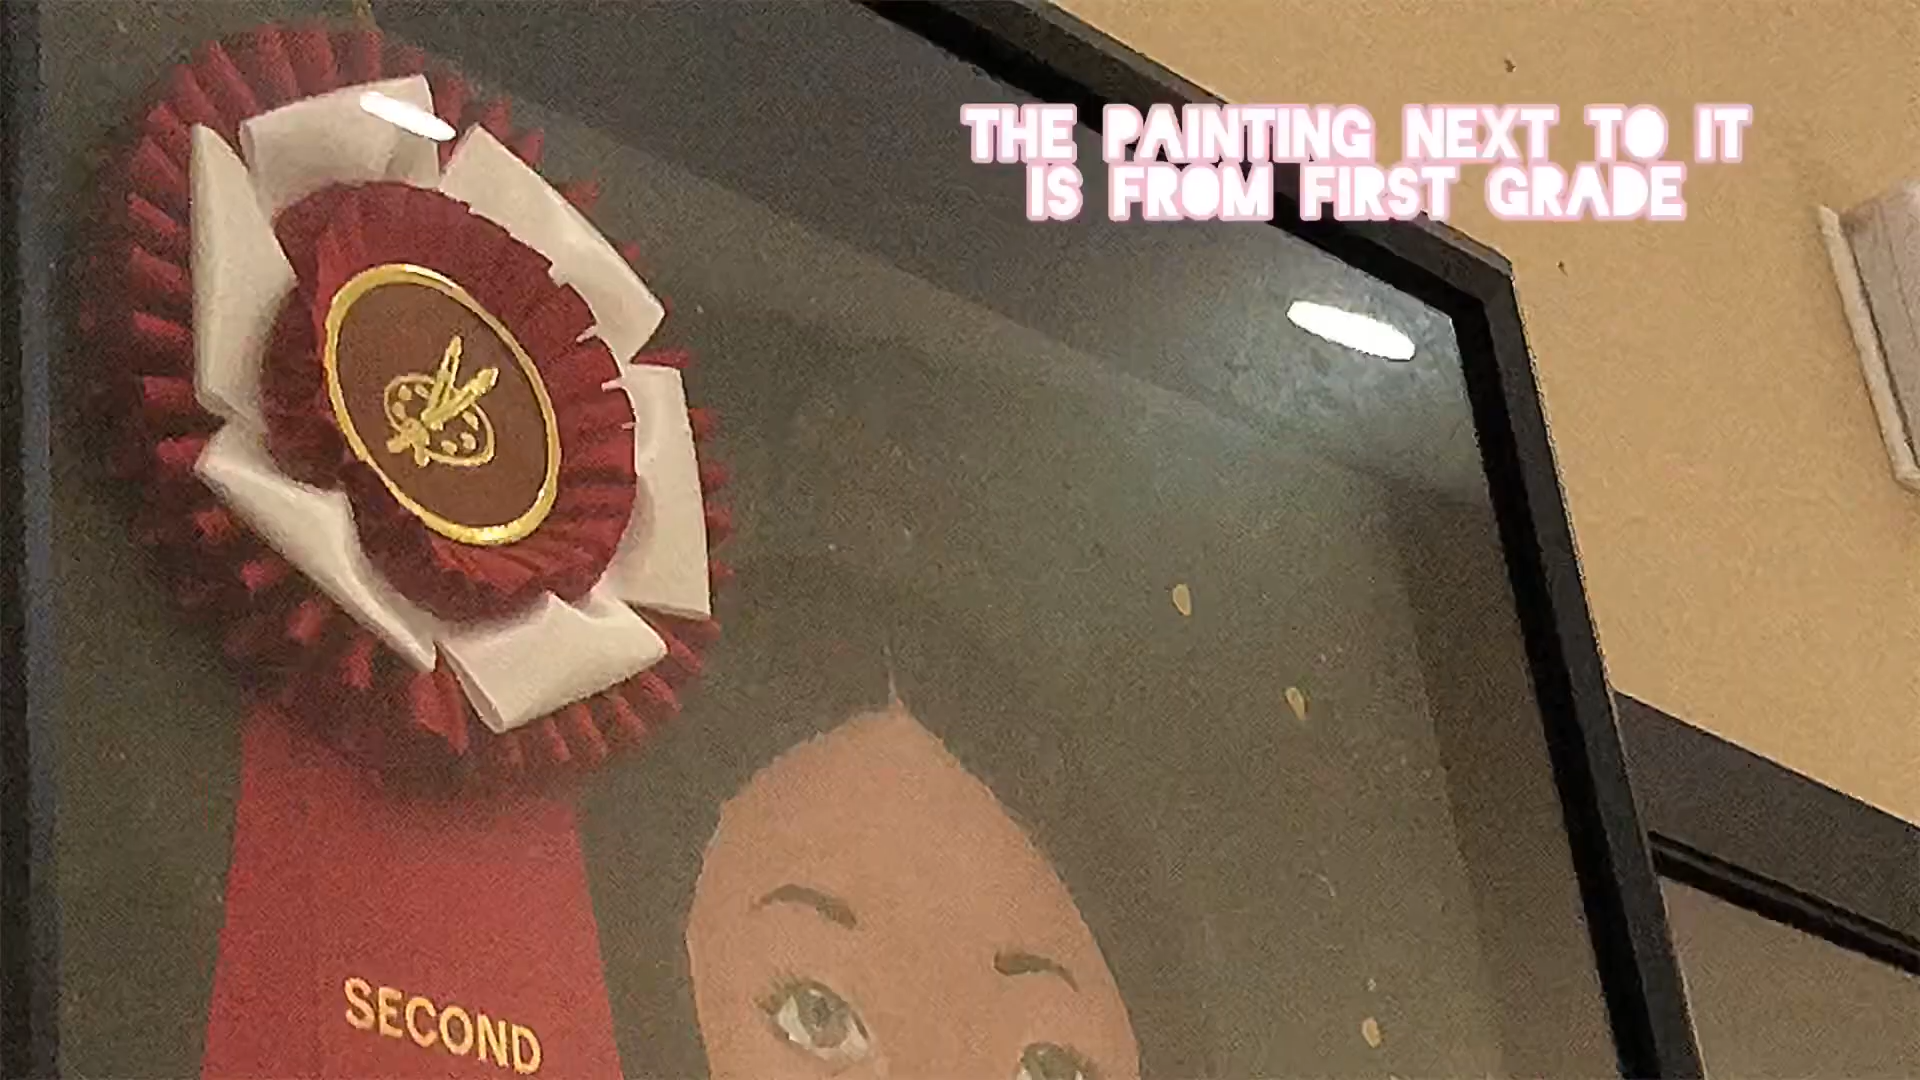 THE PAINTING NEXT TO IT
IS FROM FIRST GRADE
SECOND